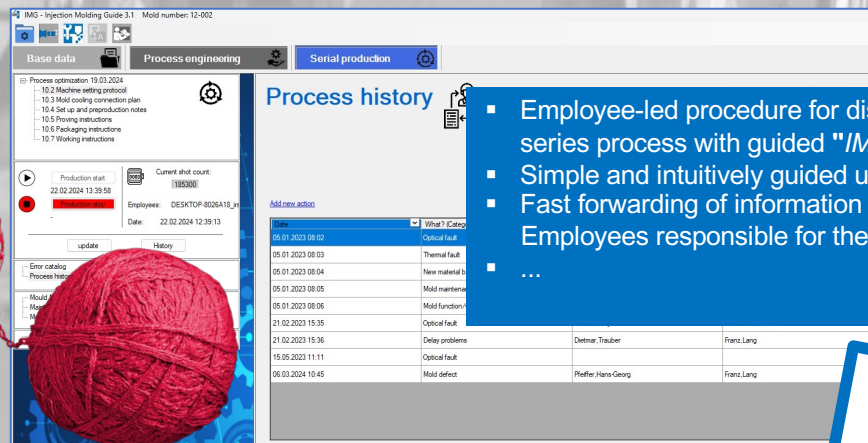 IMG - Injection Molding Guide 3.1 Mold number: 12-002
Base data
Process engineering
Serial production
Process optimization 19.03.2024
10.2 Machine setting protocol
10.3 Mold cooling connection plan
10.4 Set up and preproduction notes
10.5 Proving instructions
10.6 Packaging instructions
10.7 Working instructions
Production start
22.02.2024 13:39:58
Production stop
-
Current shot count:
185300
Employees: DESKTOP-8026A18_
Date: 22.02.2024 12:39:13
update
History
Error catalog
Process
Mould
Process history
Add new action
Date What? (Categ
05.01.2023 08:02 Optical fault
05.01.2023 08:03 Thermal fault
05.01.2023 08:04 New material b
05.01.2023 08:05 Mold maintena
05.01.2023 08:06 Mold function/
21.02.2023 15:35 Optical fault
21.02.2023 15:36 Delay problems Dietmar,Trauber Franz,Lang
15.05.2023 11:11 Optical fault
06.03.2024 10:45 Mold defect Pfeiffer,Hans-Georg Franz,Lang
▪ Employee-led procedure for dis
series process with guided "IM
▪ Simple and intuitively guided u
▪ Fast forwarding of information
Employees responsible for the
▪ ...